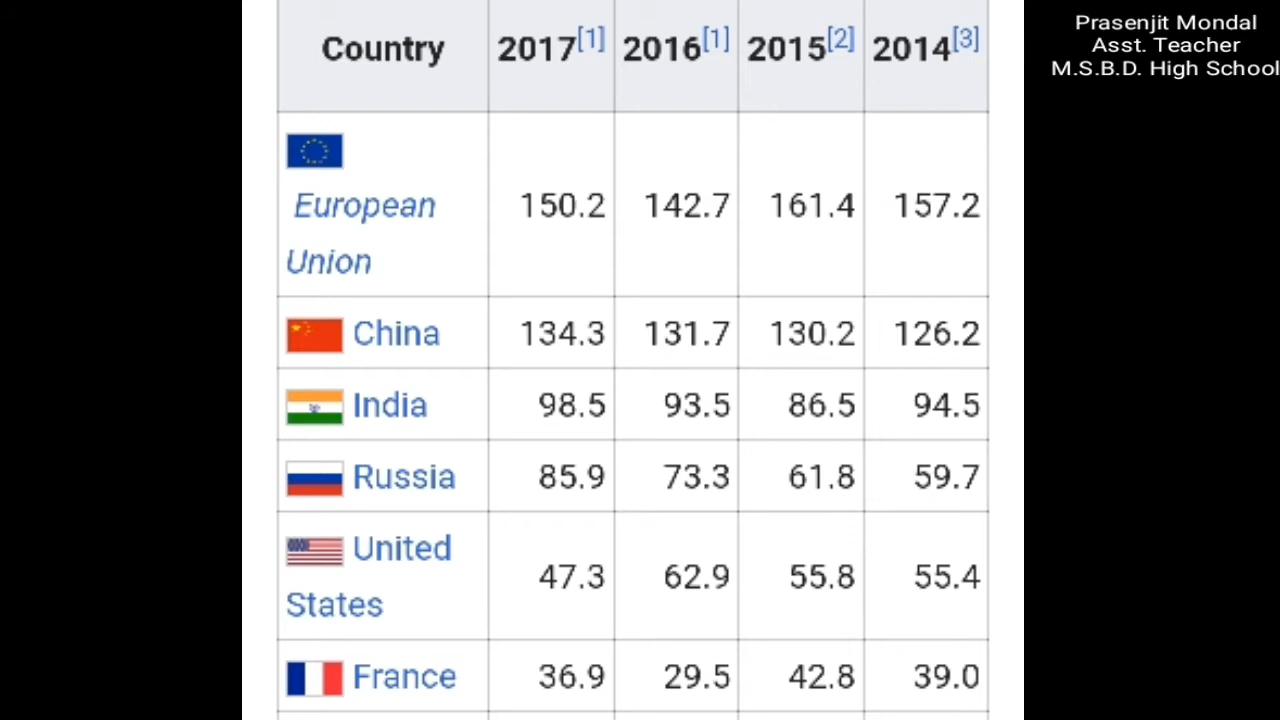 Prasenjit Mondal
Asst. Teacher
M.S.B.D. High School
Country 2017[1] 2016[1] 2015[2] 2014[3]
European
Union 150.2 142.7 161.4 157.2
China 134.3 131.7 130.2 126.2
India 98.5 93.5 86.5 94.5
Russia 85.9 73.3 61.8 59.7
United
States 47.3 62.9 55.8 55.4
France 36.9 29.5 42.8 39.0